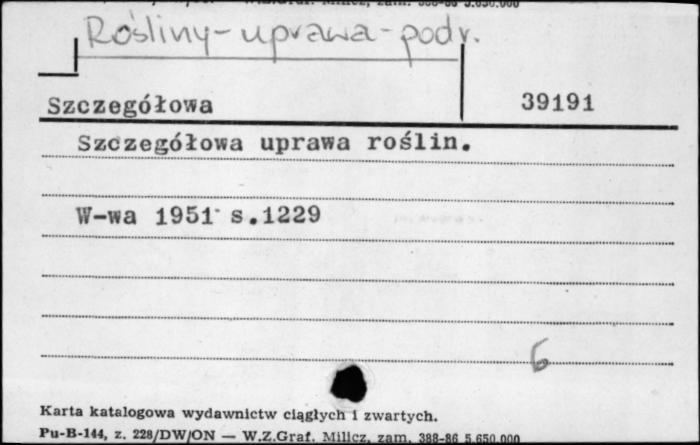 Rośliny-uprawa-podr.
Szczegółowa 39191
Szczegółowa uprawa roślin.
W-wa 1951 s.1229
6
Karta katalogowa wydawnictw ciągłych i zwartych.
Pu-B-144, z. 228/DW/ON — W.Z.Graf. Milicz, zam. 388-86 5.650.000